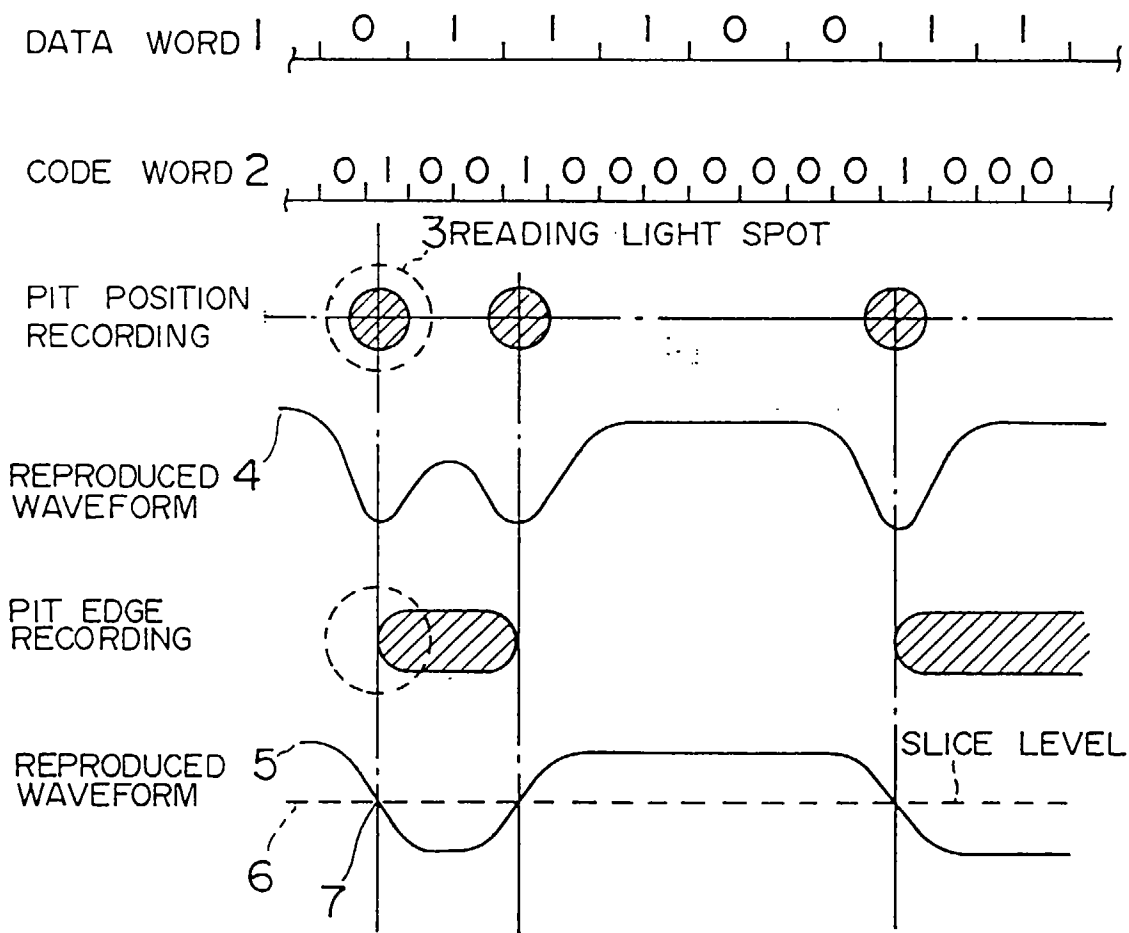 DATA WORD 1 0 1 1 1 0 0 1 1
CODE WORD 2 0 1 0 0 1 0 0 0 0 0 0 0 1 0 0 0
3 READING LIGHT SPOT
PIT POSITION
RECORDING
REPRODUCED 4
WAVEFORM
PIT EDGE
RECORDING
SLICE LEVEL
REPRODUCED 5
WAVEFORM
6
7